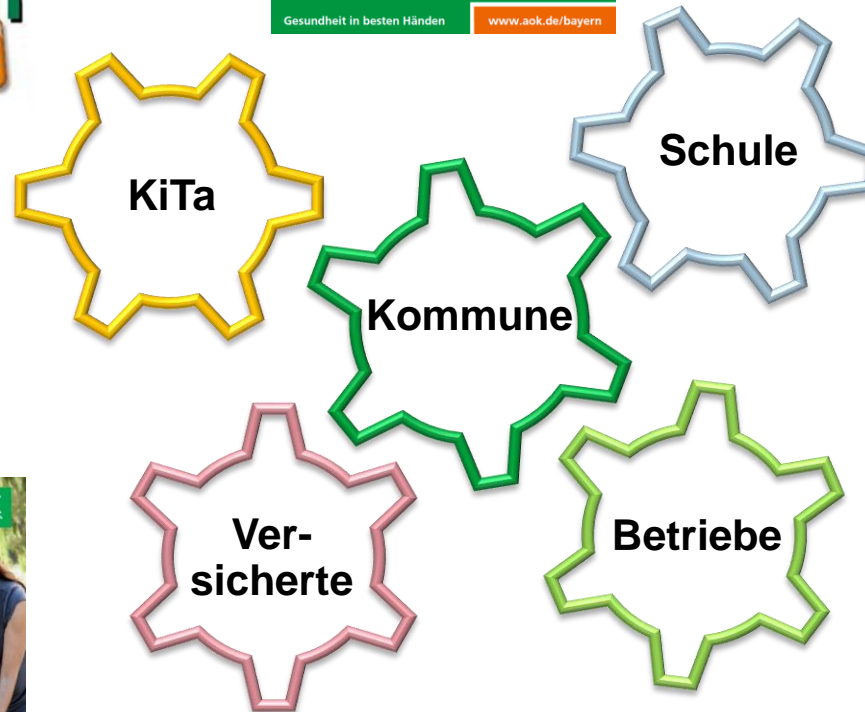 Gesundheit in besten Händen
www.aok.de/bayern
KiTa
Schule
Kommune
Ver-
sicherte
Betriebe